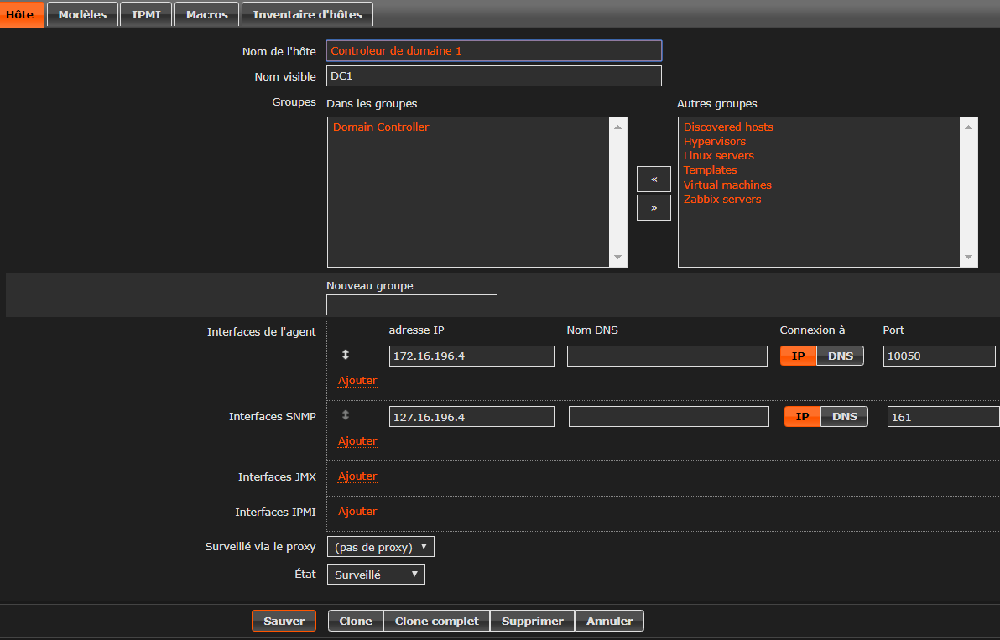 Hôte Modèles IPMI Macros Inventaire d'hôtes
Nom de l'hôte Controleur de domaine 1
Nom visible DC1
Groupes Dans les groupes Autres groupes
Domain Controller Discovered hosts
Hypervisors
Linux servers
Templates
« Virtual machines
Zabbix servers
»
Nouveau groupe
Interfaces de l'agent adresse IP Nom DNS Connexion à Port
172.16.196.4 IP DNS 10050
Ajouter
Interfaces SNMP 127.16.196.4 IP DNS 161
Ajouter
Interfaces JMX Ajouter
Interfaces IPMI Ajouter
Surveillé via le proxy (pas de proxy)
État Surveillé
Sauver Clone Clone complet Supprimer Annuler